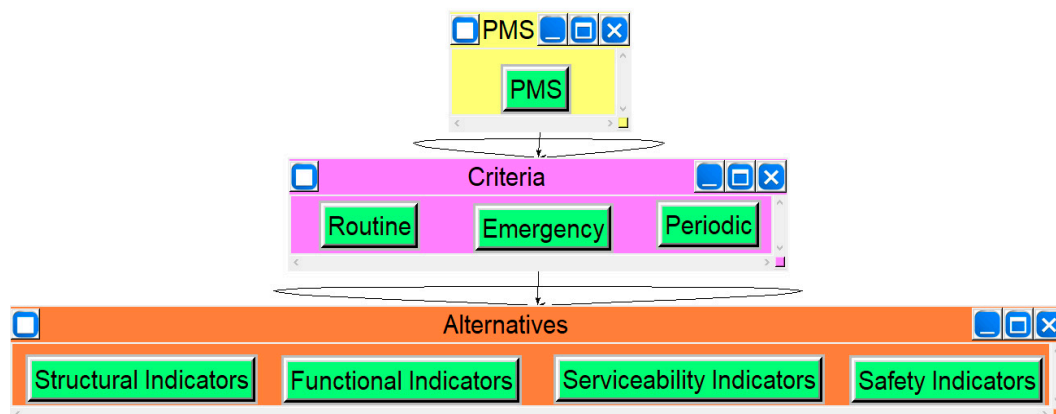 PMS
PMS
Criteria
Routine Emergency Periodic
Alternatives
Structural Indicators Functional Indicators Serviceability Indicators Safety Indicators